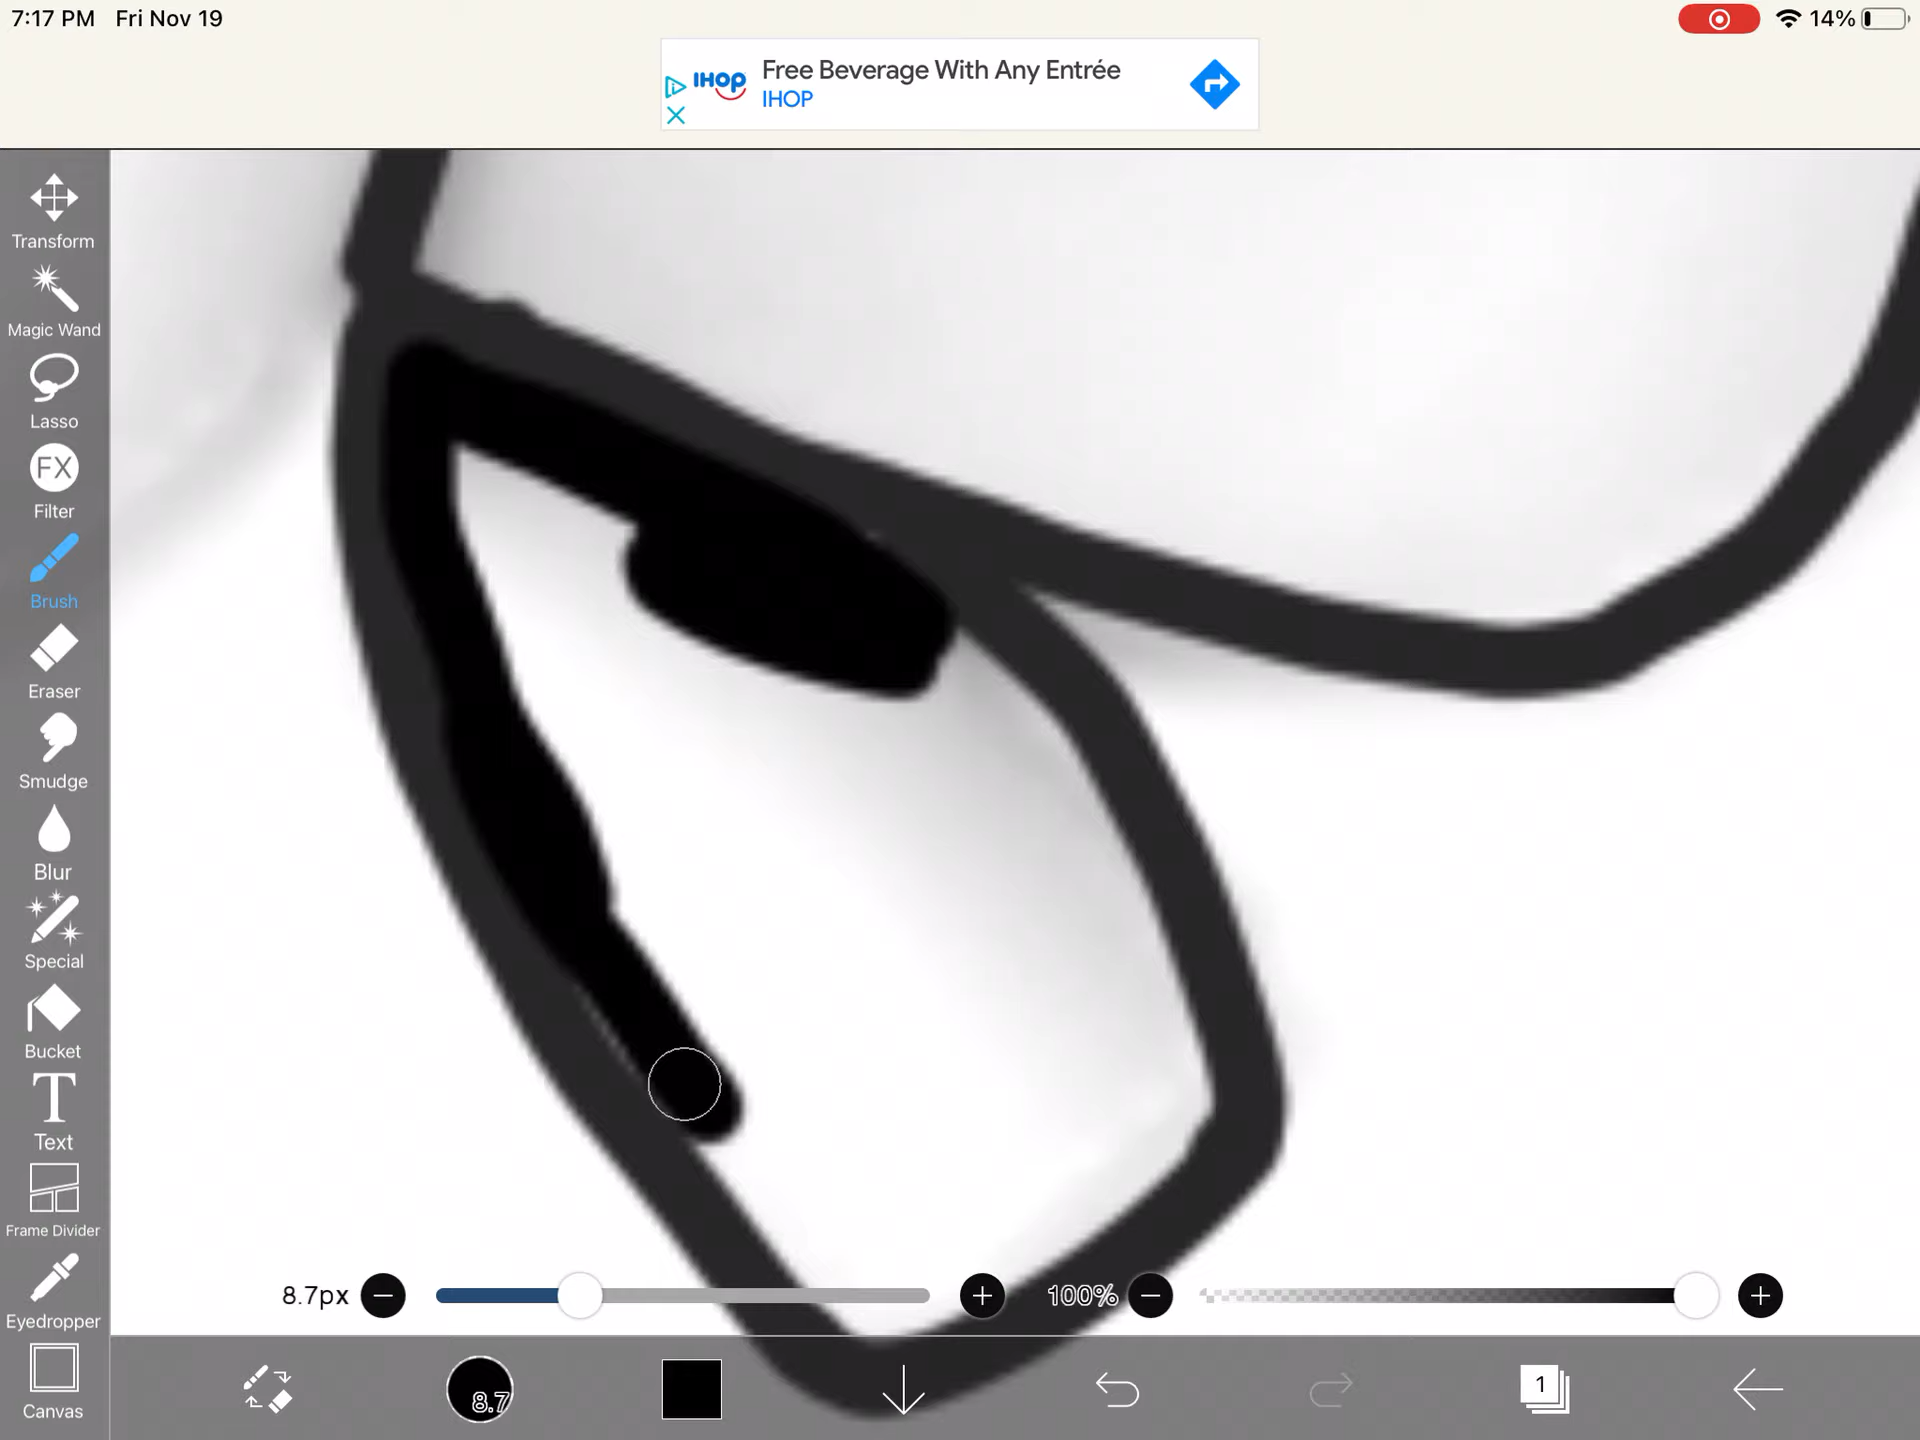 7:17 PM Fri Nov 19
14%
IHOP
Free Beverage With Any Entrée
IHOP
Transform
Magic Wand
Lasso
FX
Filter
Brush
Eraser
Smudge
Blur
Special
Bucket
T
Text
Frame Divider
Eyedropper
Canvas
8.7px
100%
8.7
1